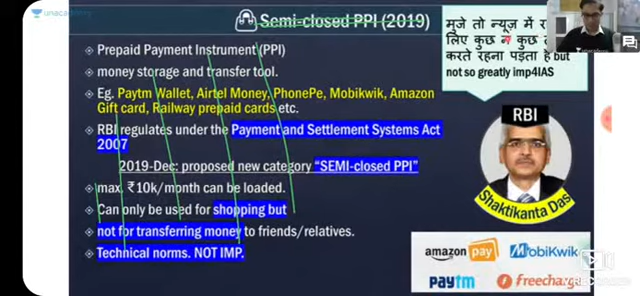 unacademy
Semi-closed PPI (2019)
Prepaid Payment Instrument (PPI)
money storage and transfer tool.
Eg. Paytm Wallet, Airtel Money, PhonePe, Mobikwik, Amazon
Gift card, Railway prepaid cards etc.
RBI regulates under the Payment and Settlement Systems Act
2007
2019-Dec: proposed new category "SEMI-closed PPI"
max. ₹10k/month can be loaded.
Can only be used for shopping but
not for transferring money to friends/relatives.
Technical norms. NOT IMP.
मुजे तो न्यूज़ में
लिए कुछ न कुछ
करते रहना पड़ता है but
not so greatly imp4IAS
RBI
Shaktikanta Das
amazon pay
MobiKwik
paytm
freecharge